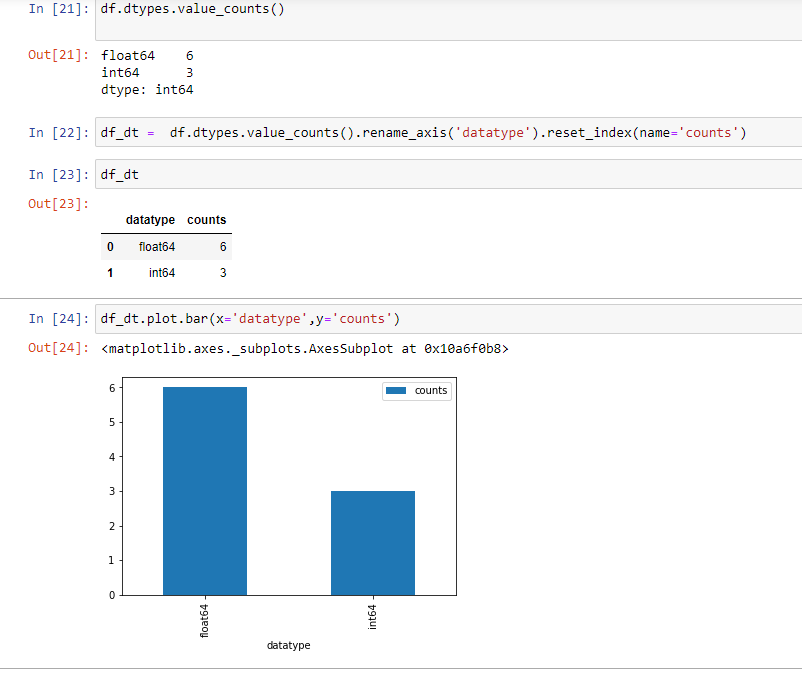 In [21]: df.dtypes.value_counts()
Out[21]: float64    6
int64      3
dtype: int64
In [22]: df_dt =  df.dtypes.value_counts().rename_axis('datatype').reset_index(name='counts')
In [23]: df_dt
Out[23]:
datatype counts
0 float64 6
1 int64 3
In [24]: df_dt.plot.bar(x='datatype',y='counts')
Out[24]: <matplotlib.axes._subplots.AxesSubplot at 0x10a6f0b8>
counts
6
5
4
3
2
1
0
float64
int64
datatype